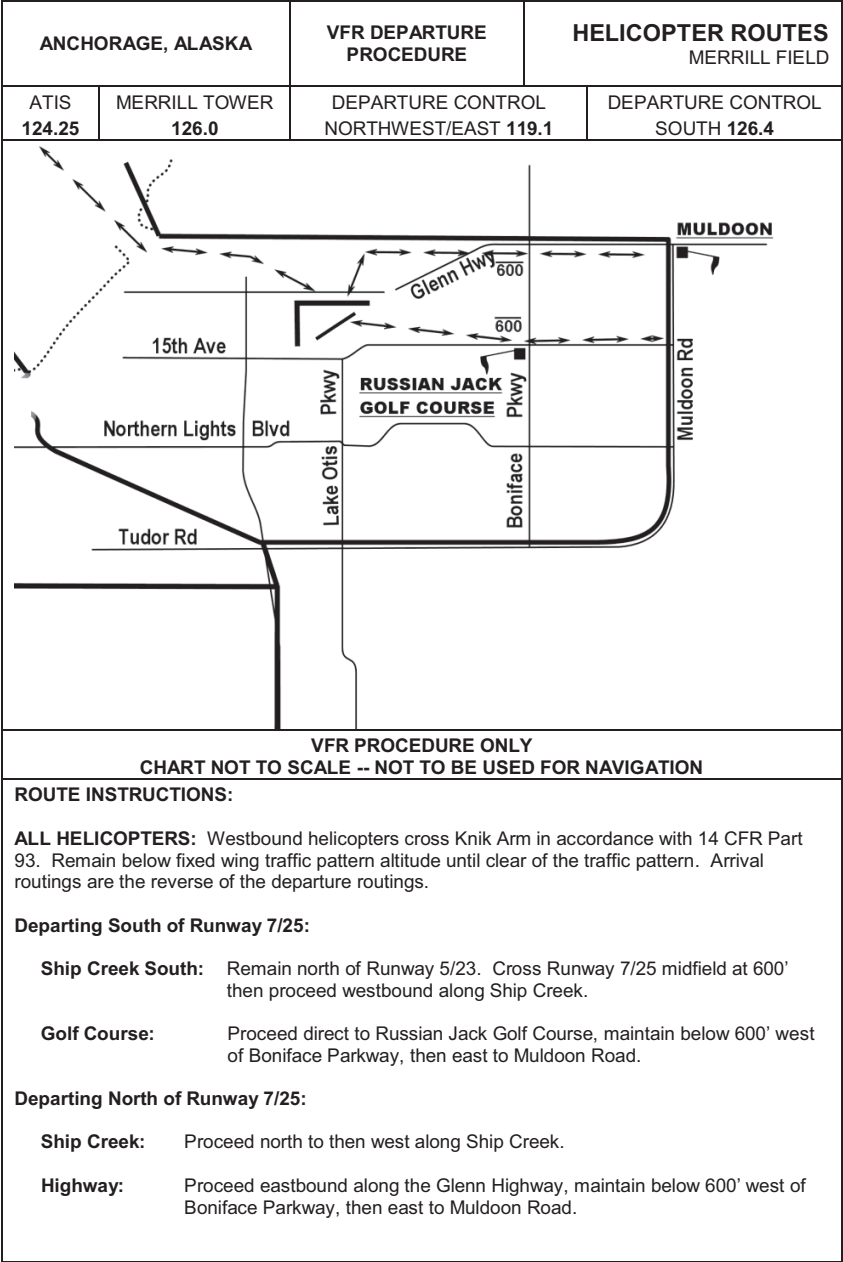 ANCHORAGE, ALASKA
VFR DEPARTURE
PROCEDURE
HELICOPTER ROUTES
MERRILL FIELD
ATIS
124.25
MERRILL TOWER
126.0
DEPARTURE CONTROL
NORTHWEST/EAST 119.1
DEPARTURE CONTROL
SOUTH 126.4
MULDOON
Glenn Hwy
600
600
15th Ave
RUSSIAN JACK
GOLF COURSE
Pkwy
Pkwy
Muldoon Rd
Northern Lights Blvd
Lake Otis
Boniface
Tudor Rd
VFR PROCEDURE ONLY
CHART NOT TO SCALE -- NOT TO BE USED FOR NAVIGATION
ROUTE INSTRUCTIONS:
ALL HELICOPTERS: Westbound helicopters cross Knik Arm in accordance with 14 CFR Part
93. Remain below fixed wing traffic pattern altitude until clear of the traffic pattern. Arrival
routings are the reverse of the departure routings.
Departing South of Runway 7/25:
Ship Creek South: Remain north of Runway 5/23. Cross Runway 7/25 midfield at 600’
then proceed westbound along Ship Creek.
Golf Course: Proceed direct to Russian Jack Golf Course, maintain below 600’ west
of Boniface Parkway, then east to Muldoon Road.
Departing North of Runway 7/25:
Ship Creek: Proceed north to then west along Ship Creek.
Highway: Proceed eastbound along the Glenn Highway, maintain below 600’ west of
Boniface Parkway, then east to Muldoon Road.